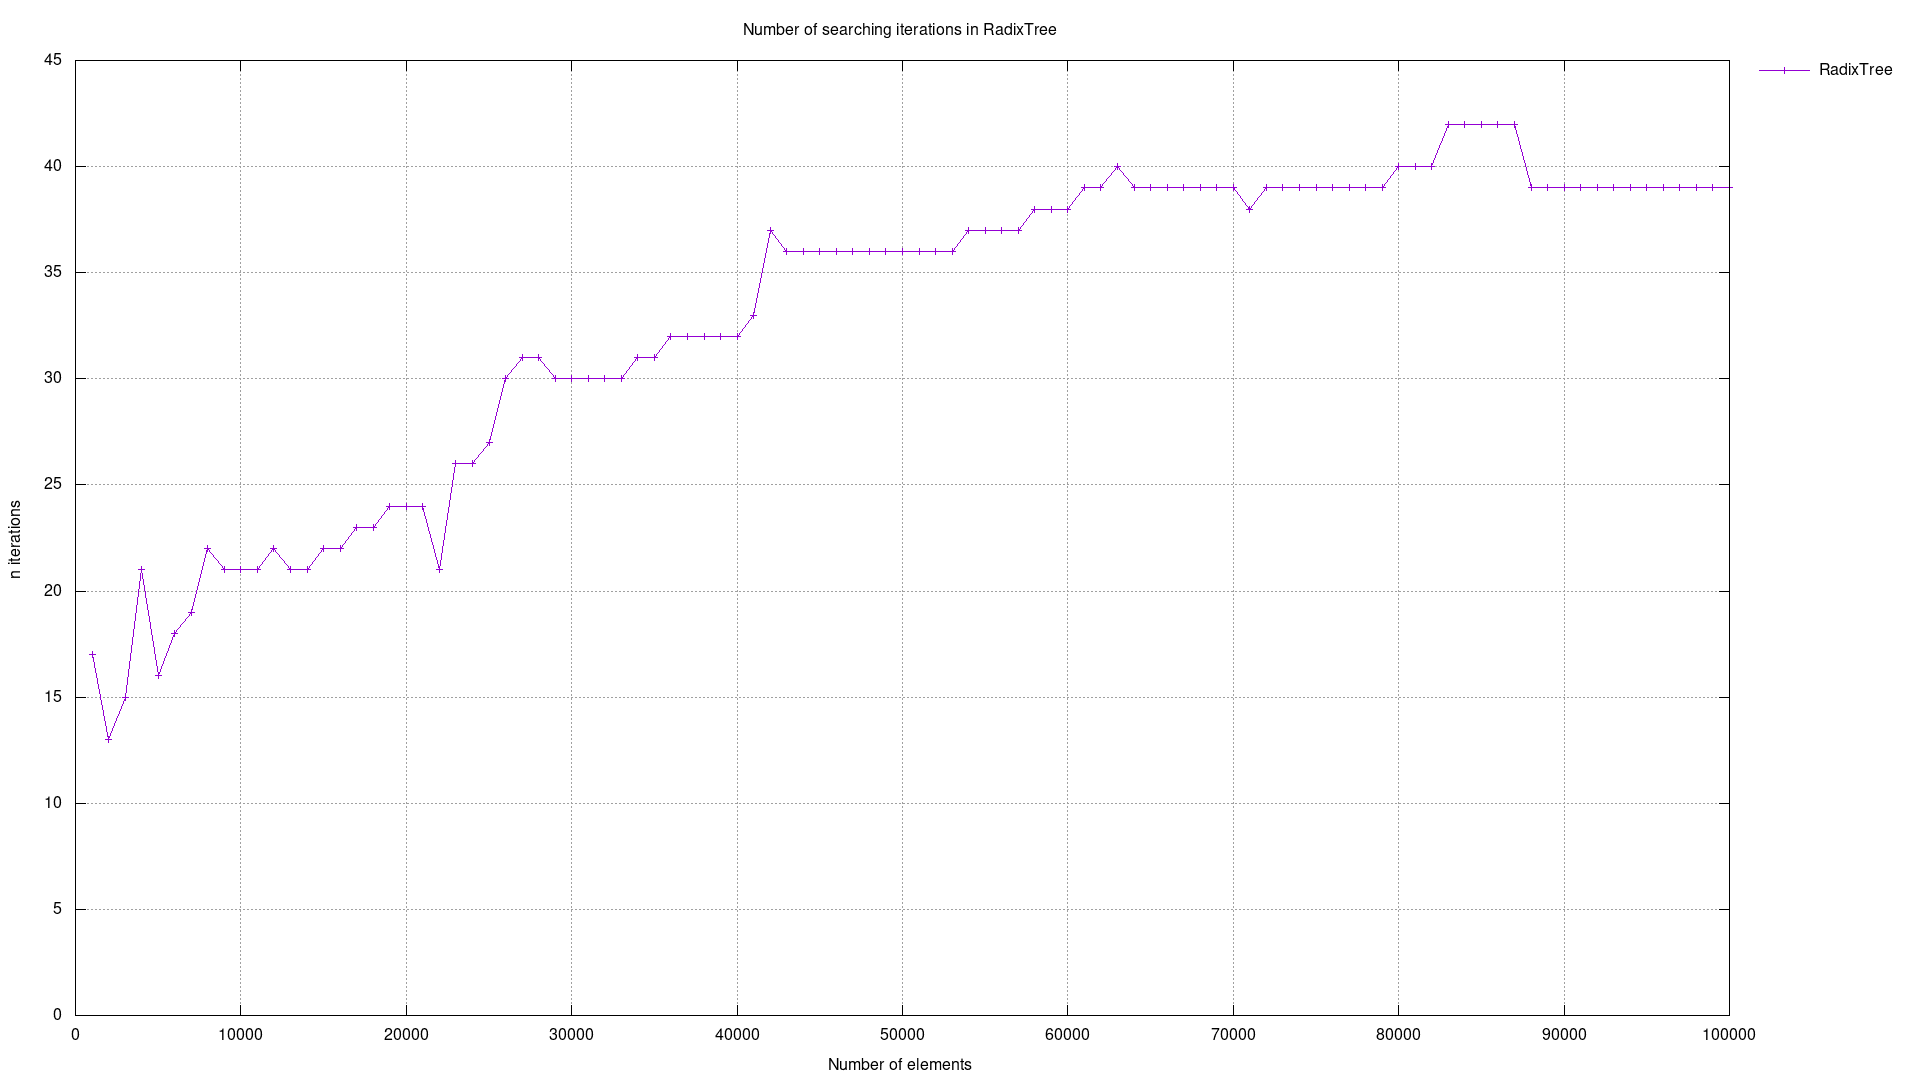 Number of searching iterations in RadixTree
RadixTree
45
40
35
30
25
20
15
10
5
0
n iterations
0 10000 20000 30000 40000 50000 60000 70000 80000 90000 100000
Number of elements